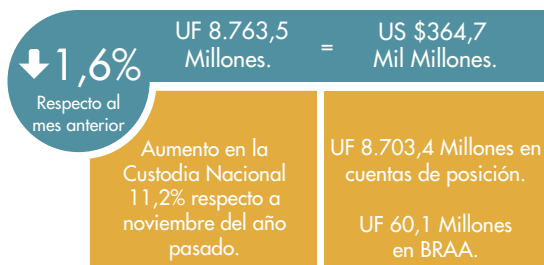 1,6%
Respecto al
mes anterior
UF 8.763,5
Millones.
=
US $364,7
Mil Millones.
Aumento en la
Custodia Nacional
11,2% respecto a
noviembre del año
pasado.
UF 8.703,4 Millones en
cuentas de posición.
UF 60,1 Millones
en BRAA.